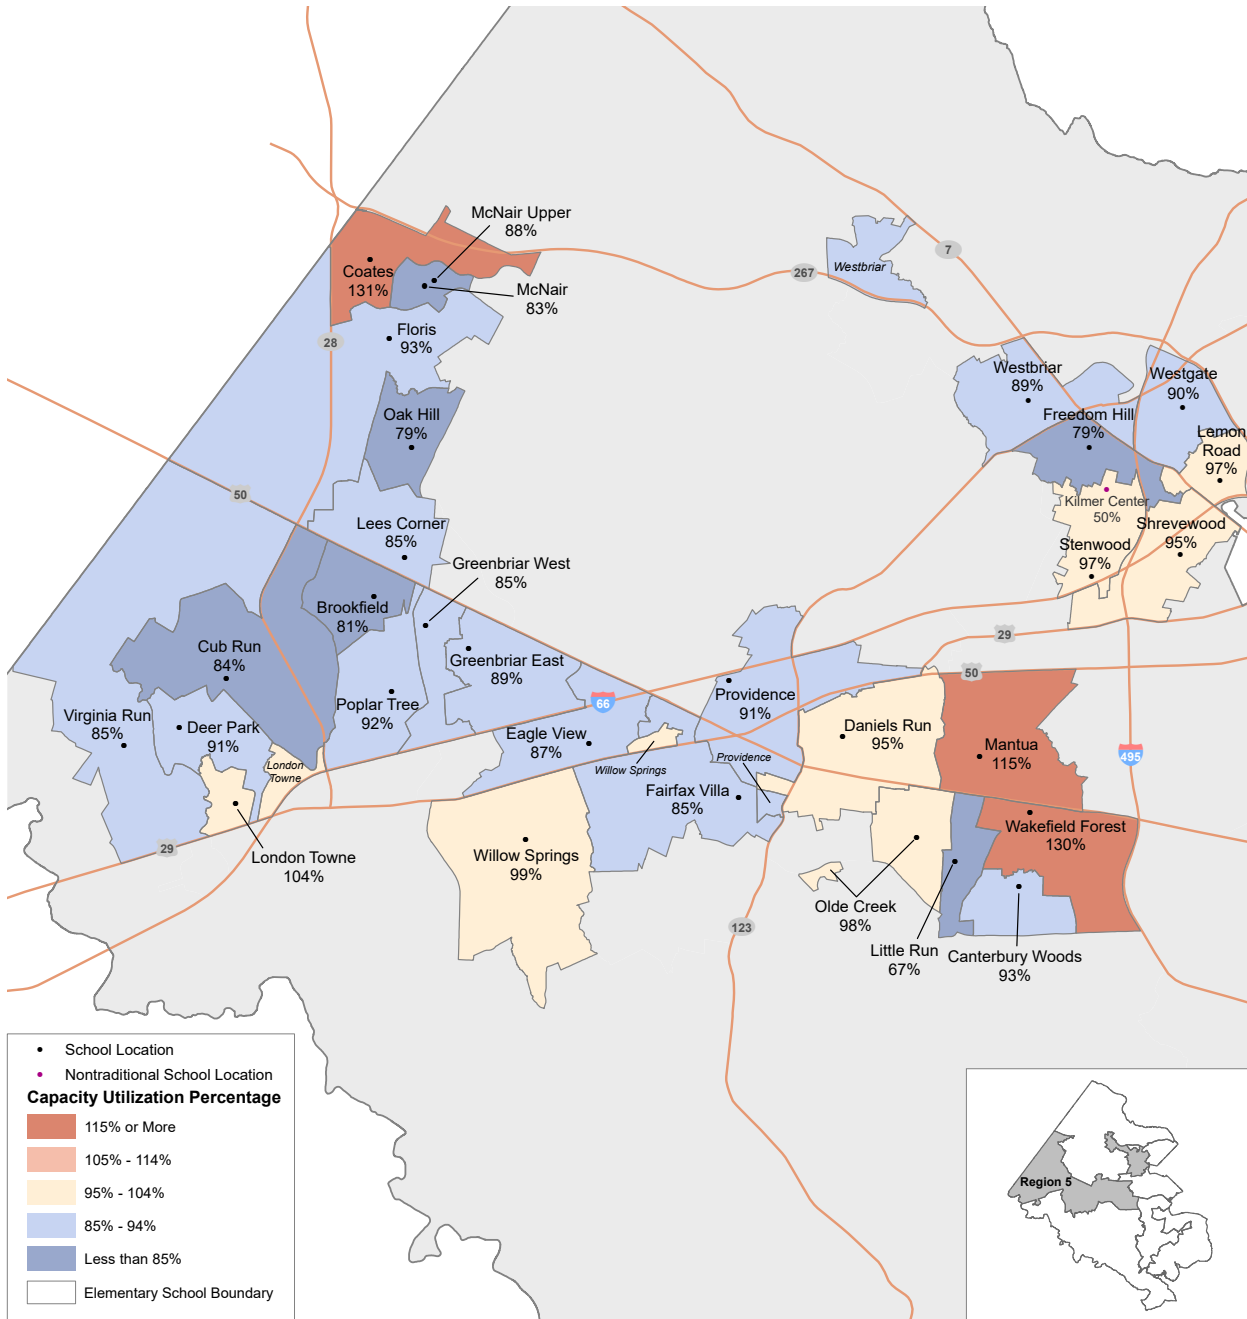 McNair Upper
88%
Coates
131%
McNair
83%
Floris
93%
28
Westbriar
267
7
Westbriar
89%
Westgate
90%
Freedom Hill
79%
Lemon
Road
97%
Oak Hill
79%
50
Kilmer Center
50%
Shrevewood
95%
Stenwood
97%
Lees Corner
85%
Greenbriar West
85%
Brookfield
81%
Cub Run
84%
Greenbriar East
89%
29
50
Poplar Tree
92%
66
Providence
91%
Virginia Run
85%
Deer Park
91%
Eagle View
87%
Daniels Run
95%
Mantua
115%
495
London
Towne
Willow Springs
Providence
Fairfax Villa
85%
Wakefield Forest
130%
29
London Towne
104%
Willow Springs
99%
Olde Creek
98%
123
Little Run
67%
Canterbury Woods
93%
School Location
Nontraditional School Location
Capacity Utilization Percentage
115% or More
105% - 114%
95% - 104%
85% - 94%
Less than 85%
Elementary School Boundary
Region 5